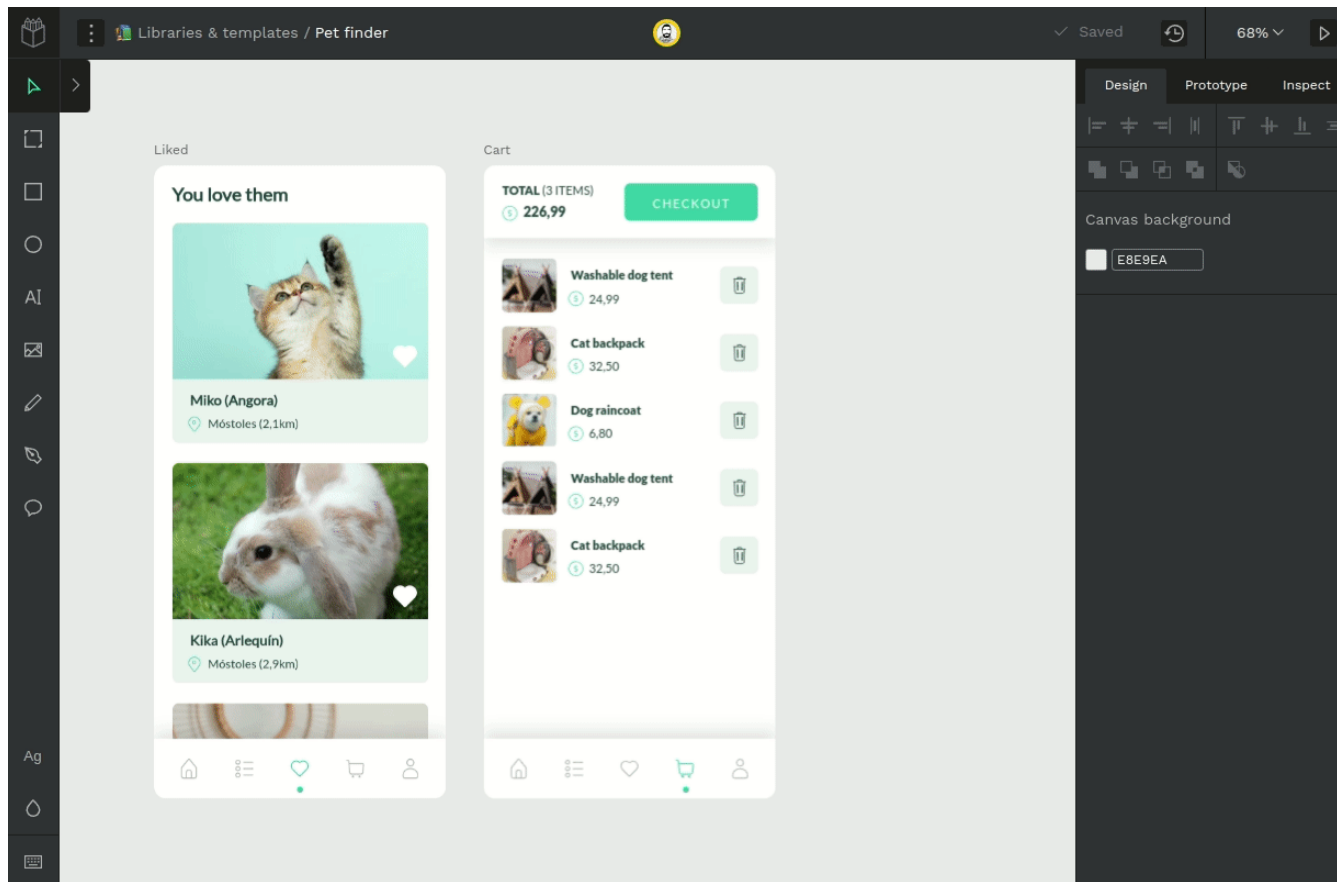 Libraries & templates / Pet finder
Saved
68%
Design
Prototype
Inspect
Canvas background
E8E9EA
AI
Ag
Liked
You love them
Miko (Angora)
Móstoles (2,1km)
Kika (Arlequín)
Móstoles (2,9km)
Cart
TOTAL (3 ITEMS)
$ 226,99
CHECKOUT
Washable dog tent
$ 24,99
Cat backpack
$ 32,50
Dog raincoat
$ 6,80
Washable dog tent
$ 24,99
Cat backpack
$ 32,50